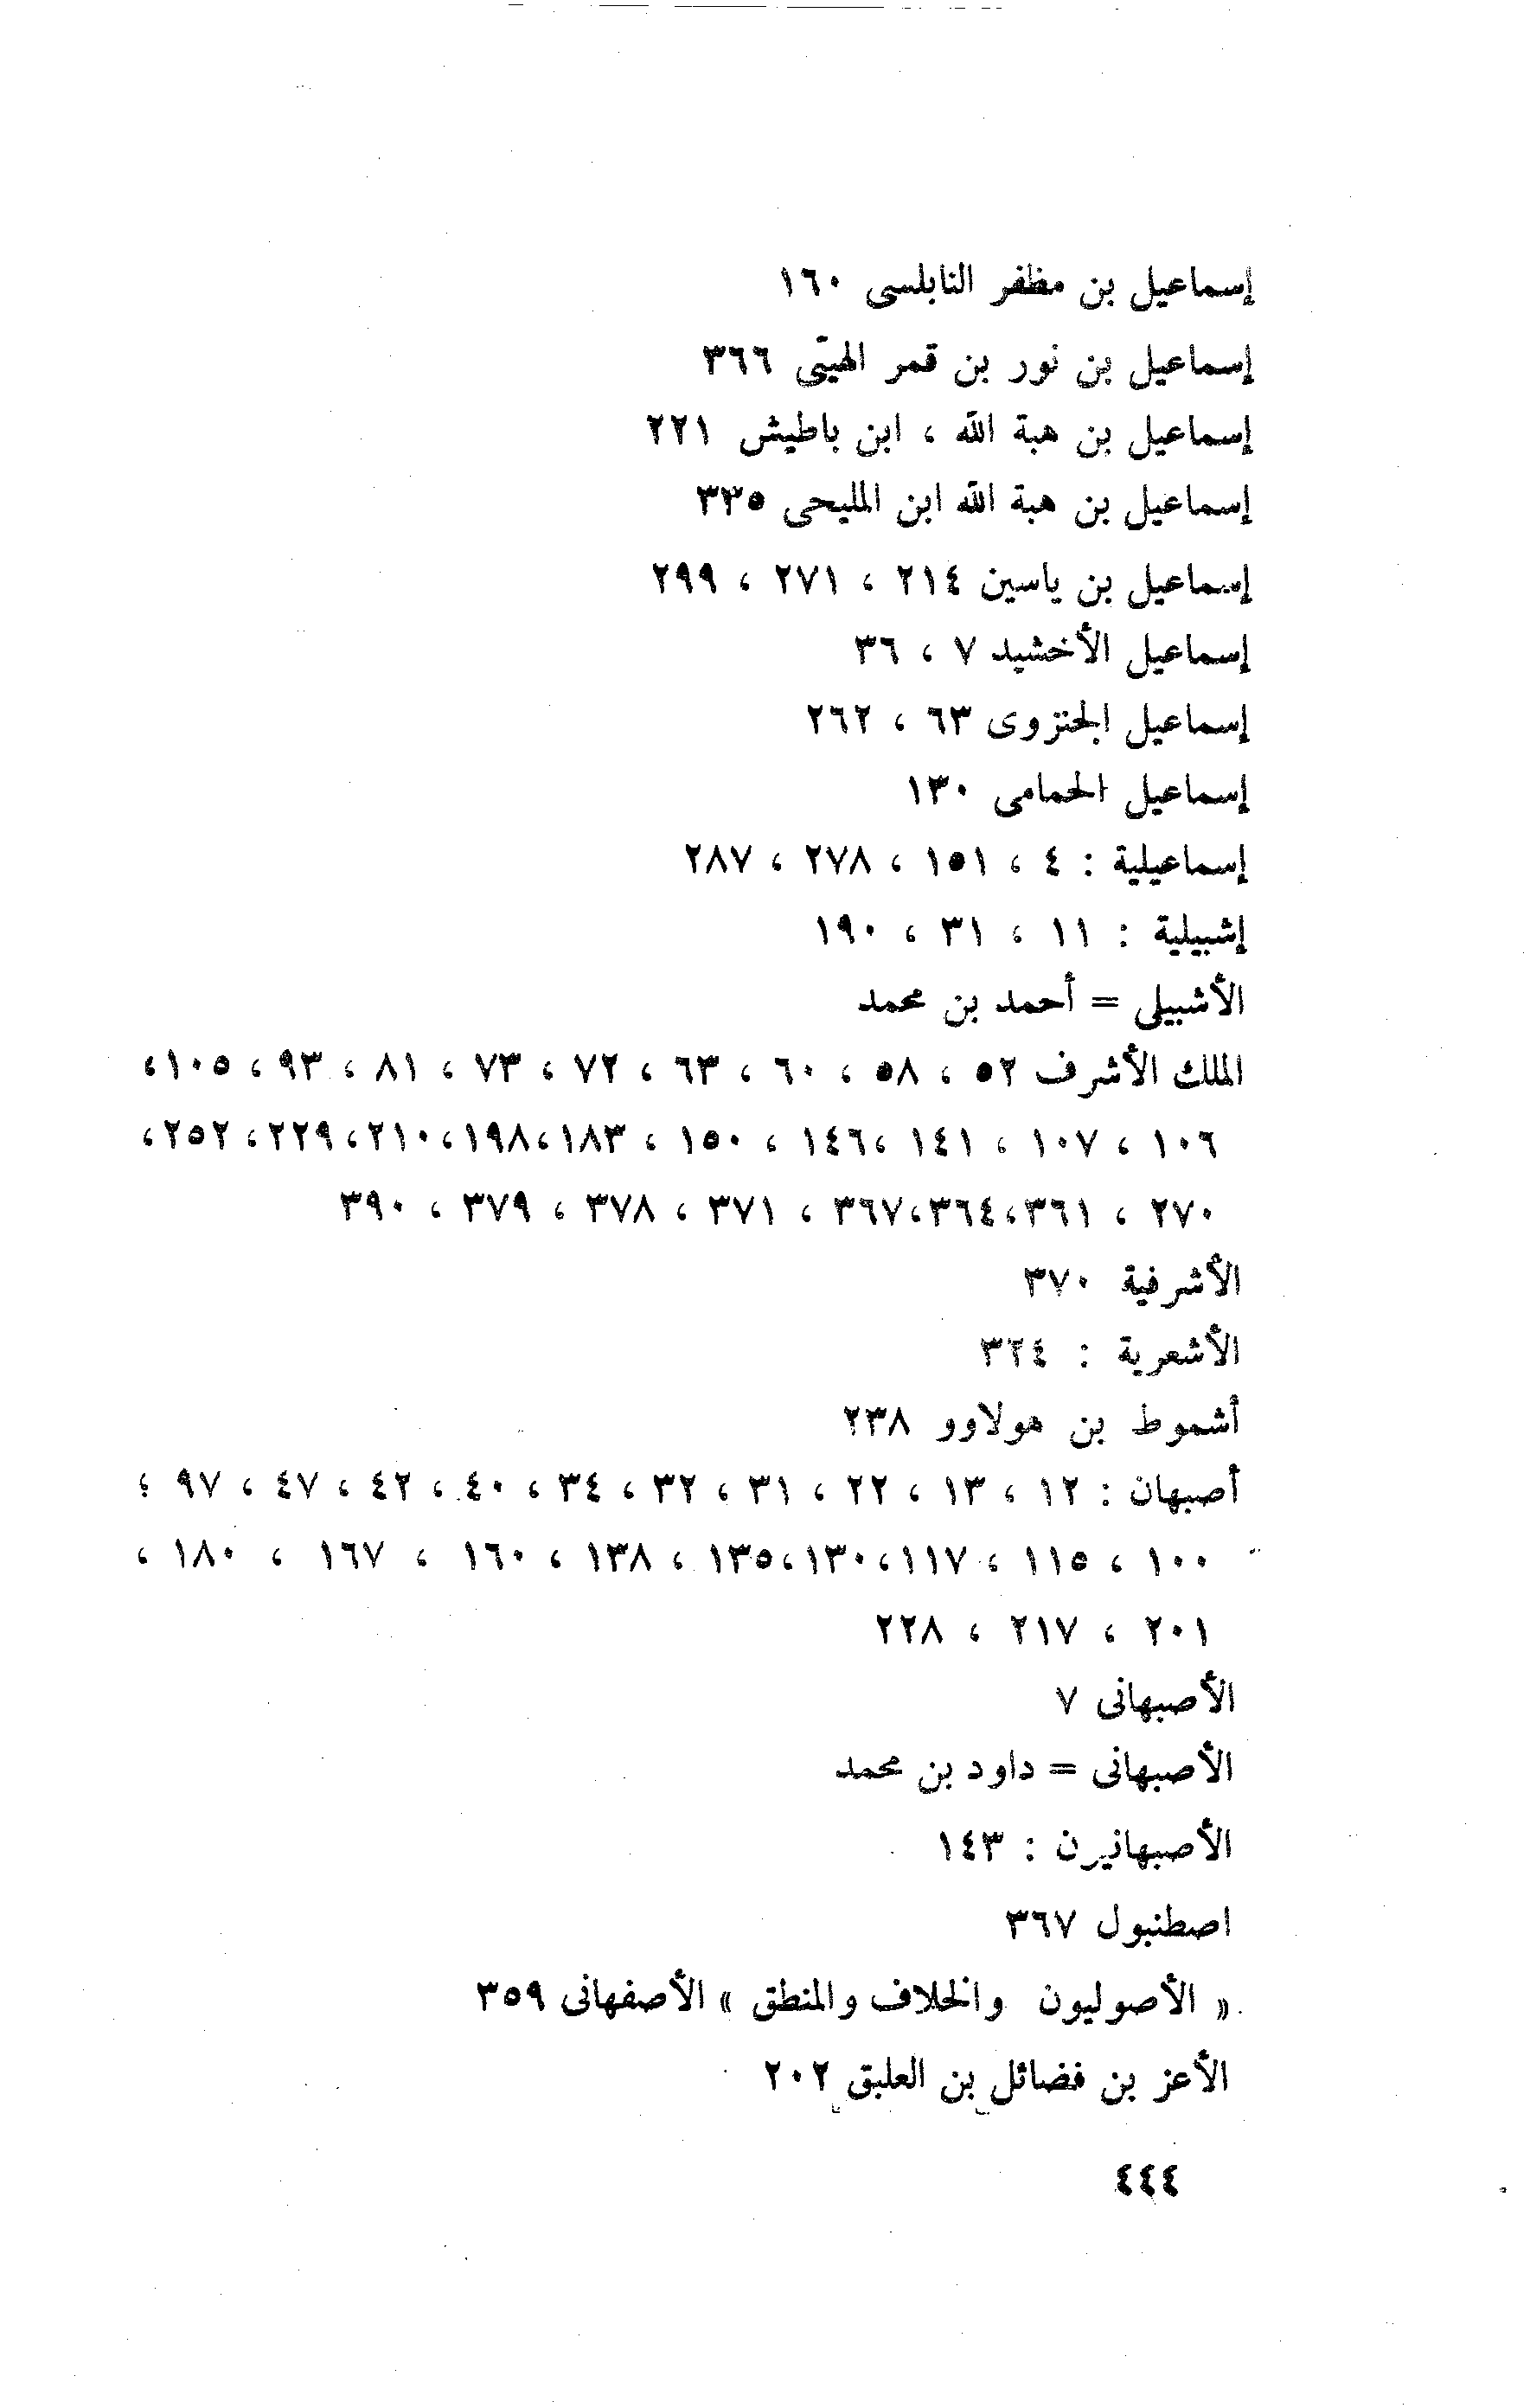 إسماعيل بن مظفر النابلسى ١٦٠
إسماعيل بن نور بن قمر الهيتّى ٣٦٦
إسماعيل بن هبة الله ، ابن باطيش ٢٢١
إسماعيل بن هبة الله ابن المليحى ٣٣٥
إسماعيل بن ياسين ٢١٤ ، ٢٧١ ، ٢٩٩
إسماعيل الأخشيد ٧ ، ٣٦
إسماعيل الجنزوى ٦٣ ، ٢٦٢
إسماعيل الحمامى ١٣٠
إسماعيلية : ٤ ، ١٥١ ، ٢٧٨ ، ٢٨٧
إشبيلية : ١١ ، ٣١ ، ١٩٠
الأشبيلى = أحمد بن محمد
الملك الأشرف ٥٢ ، ٥٨ ، ٦٠ ، ٦٣ ، ٧٢ ، ٧٣ ، ٨١ ، ٩٣ ، ١٠٥،
١٠٦ ، ١٠٧ ، ١٤١ ،١٤٦ ، ١٥٠ ، ١٨٣،١٩٨،٢١٠،٢٢٩،٢٥٢،
٢٧٠ ، ٣٦١،٣٦٤،٣٦٧ ، ٣٧١ ، ٣٧٨ ، ٣٧٩ ، ٣٩٠
الأشرفية ٣٧٠
الأشعرية : ٣٢٤
أشموط بن هولاوو ٢٣٨
أصبهان : ١٢ ، ١٣ ، ٢٢ ، ٣١ ، ٣٢ ، ٣٤ ، ٤٠ ، ٤٢ ، ٤٧ ، ٩٧ ؛
١٠٠ ، ١١٥ ، ١١٧،١٣٠،١٣٥ ، ١٣٨ ، ١٦٠ ، ١٦٧ ، ١٨٠ ،
٢٠١ ، ٢١٧ ، ٢٢٨
الأصبهانى ٧
الأصبهانى = داود بن محمد
الأصبهانيرن : ١٤٣
اصطنبول ٣٦٧
« الأصوليون والخلاف والمنطق » الأصفهانى ٣٥٩
الأعز بن فضائل بن العليق ٢٠٢
٤٤٤